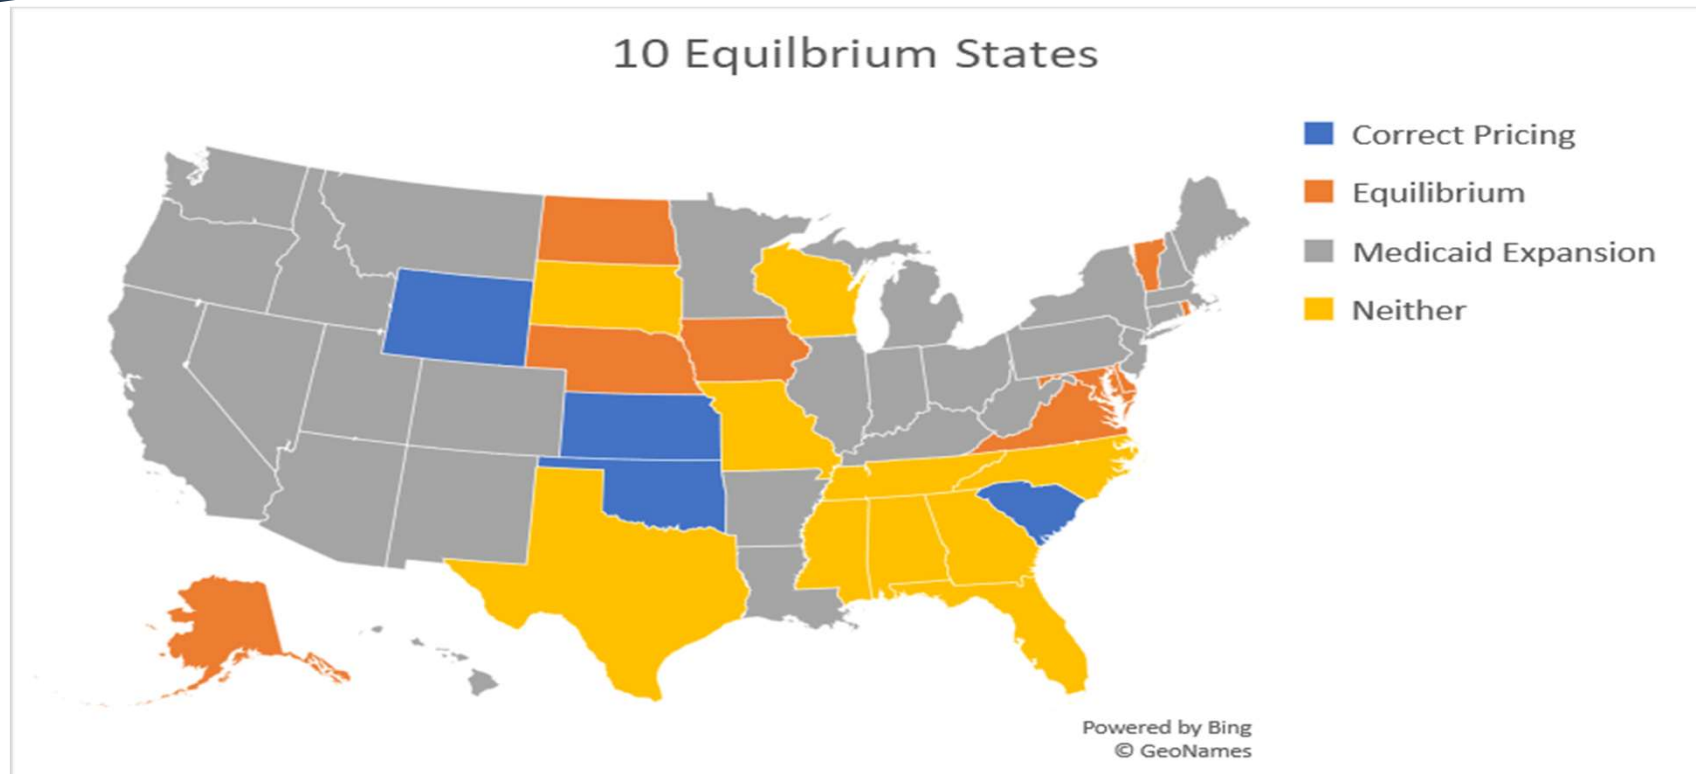 10 Equilbrium States
Correct Pricing
Equilibrium
Medicaid Expansion
Neither
Powered by Bing
© GeoNames